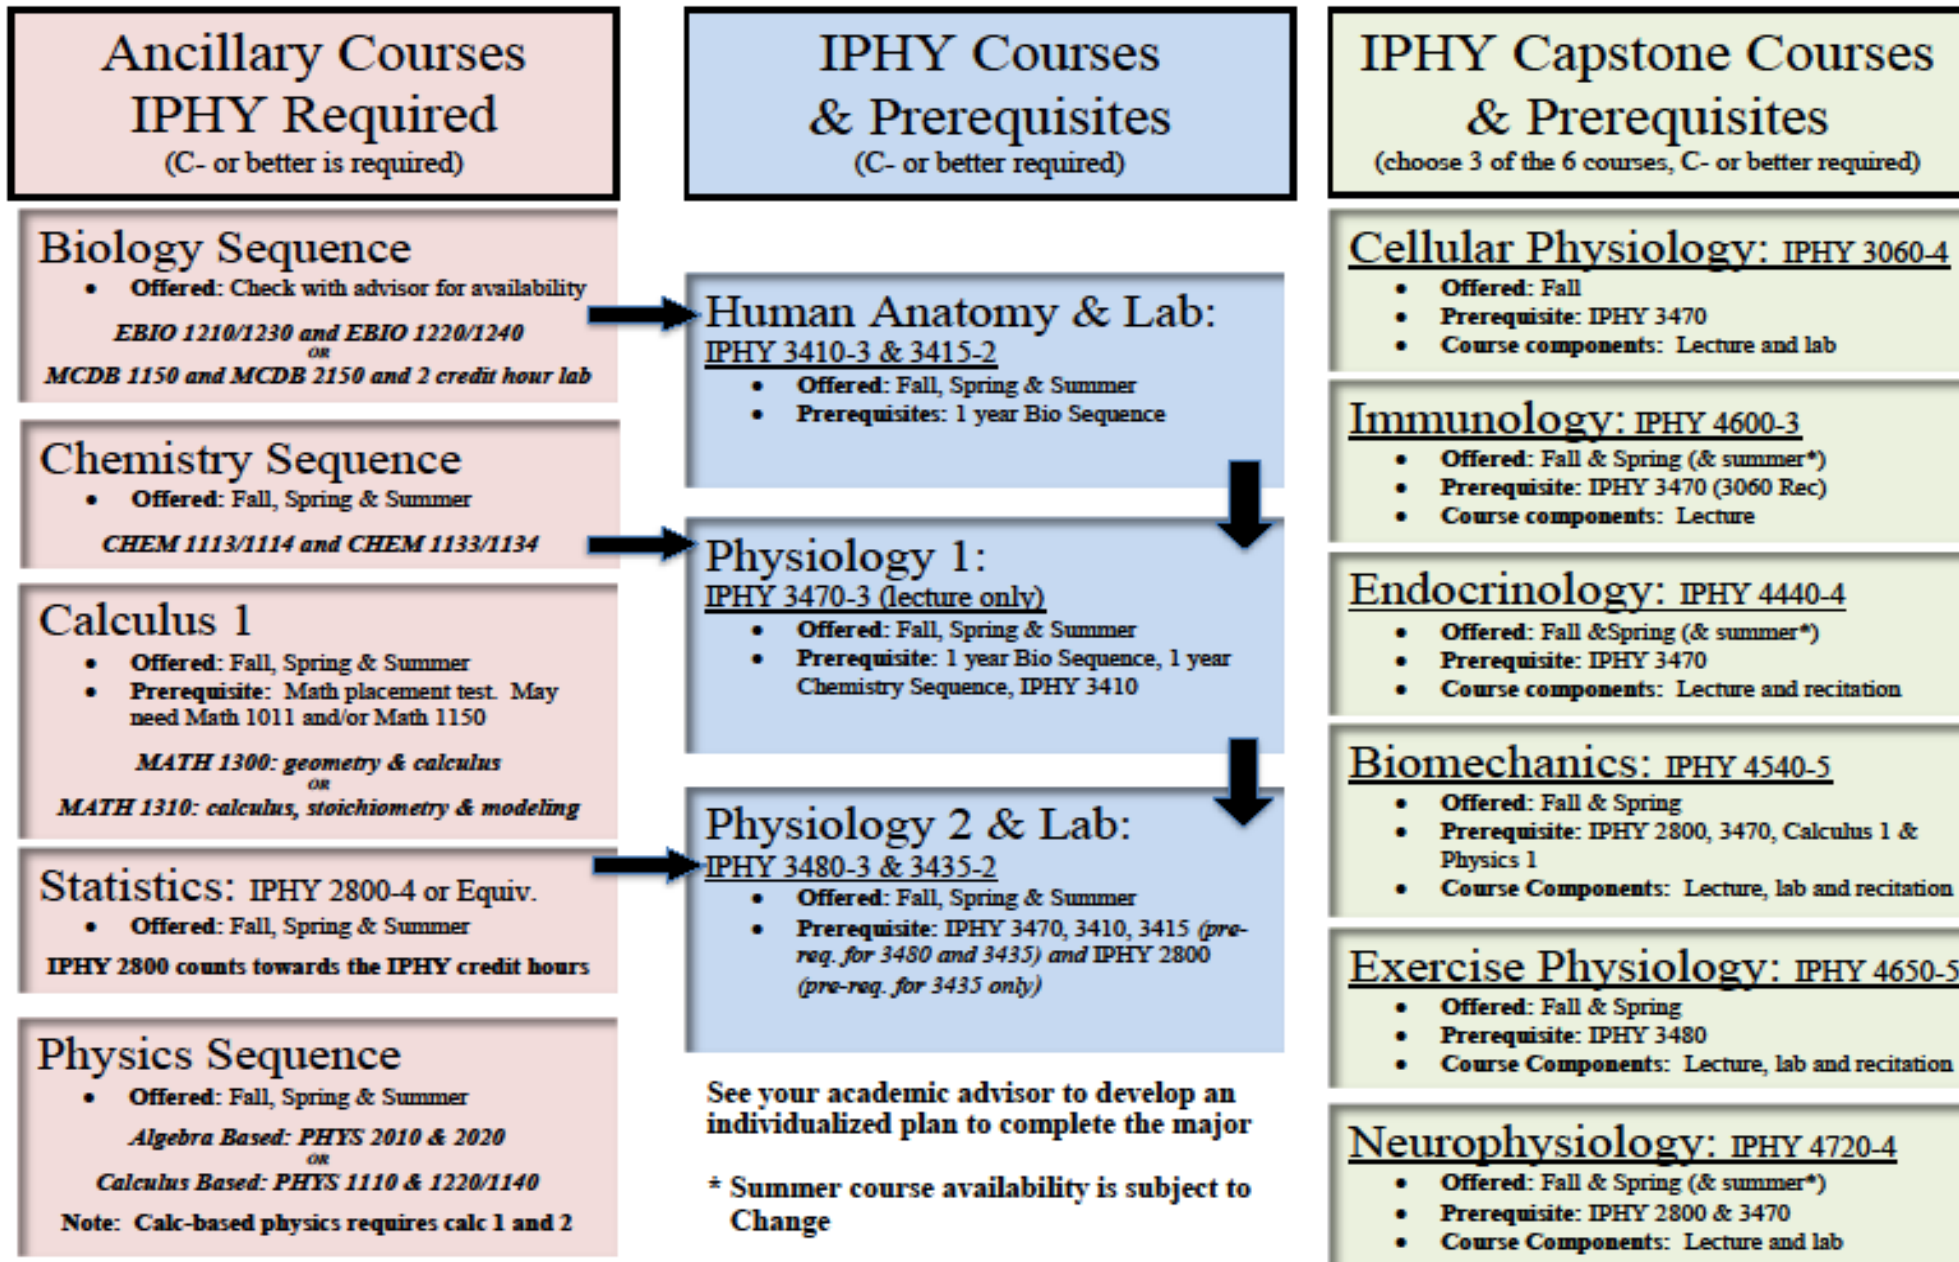 Ancillary Courses
IPHY Required
(C- or better is required)
Biology Sequence
• Offered: Check with advisor for availability
EBIO 1210/1230 and EBIO 1220/1240
OR
MCDB 1150 and MCDB 2150 and 2 credit hour lab
Chemistry Sequence
• Offered: Fall, Spring & Summer
CHEM 1113/1114 and CHEM 1133/1134
Calculus 1
• Offered: Fall, Spring & Summer
• Prerequisite: Math placement test. May
need Math 1011 and/or Math 1150
MATH 1300: geometry & calculus
OR
MATH 1310: calculus, stoichiometry & modeling
Statistics: IPHY 2800-4 or Equiv.
• Offered: Fall, Spring & Summer
IPHY 2800 counts towards the IPHY credit hours
Physics Sequence
• Offered: Fall, Spring & Summer
Algebra Based: PHYS 2010 & 2020
OR
Calculus Based: PHYS 1110 & 1220/1140
Note: Calc-based physics requires calc 1 and 2
IPHY Courses
& Prerequisites
(C- or better required)
Human Anatomy & Lab:
IPHY 3410-3 & 3415-2
• Offered: Fall, Spring & Summer
• Prerequisites: 1 year Bio Sequence
Physiology 1:
IPHY 3470-3 (lecture only)
• Offered: Fall, Spring & Summer
• Prerequisite: 1 year Bio Sequence, 1 year
Chemistry Sequence, IPHY 3410
Physiology 2 & Lab:
IPHY 3480-3 & 3435-2
• Offered: Fall, Spring & Summer
• Prerequisite: IPHY 3470, 3410, 3415 (pre-
req. for 3480 and 3435) and IPHY 2800
(pre-req. for 3435 only)
See your academic advisor to develop an
individualized plan to complete the major
* Summer course availability is subject to
Change
IPHY Capstone Courses
& Prerequisites
(choose 3 of the 6 courses, C- or better required)
Cellular Physiology: IPHY 3060-4
• Offered: Fall
• Prerequisite: IPHY 3470
• Course components: Lecture and lab
Immunology: IPHY 4600-3
• Offered: Fall & Spring (& summer*)
• Prerequisite: IPHY 3470 (3060 Rec)
• Course components: Lecture
Endocrinology: IPHY 4440-4
• Offered: Fall &Spring (& summer*)
• Prerequisite: IPHY 3470
• Course components: Lecture and recitation
Biomechanics: IPHY 4540-5
• Offered: Fall & Spring
• Prerequisite: IPHY 2800, 3470, Calculus 1 &
Physics 1
• Course Components: Lecture, lab and recitation
Exercise Physiology: IPHY 4650-5
• Offered: Fall & Spring
• Prerequisite: IPHY 3480
• Course Components: Lecture, lab and recitation
Neurophysiology: IPHY 4720-4
• Offered: Fall & Spring (& summer*)
• Prerequisite: IPHY 2800 & 3470
• Course Components: Lecture and lab